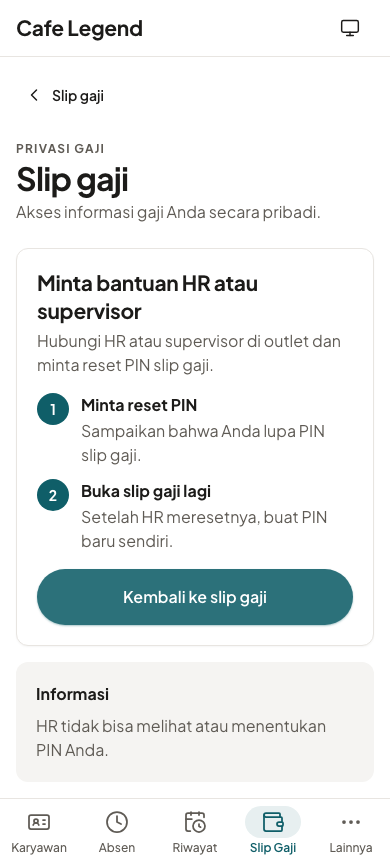 Cafe Legend
Slip gaji
PRIVASI GAJI
Slip gaji
Akses informasi gaji Anda secara pribadi.
Minta bantuan HR atau
supervisor
Hubungi HR atau supervisor di outlet dan
minta reset PIN slip gaji.
1 Minta reset PIN
Sampaikan bahwa Anda lupa PIN
slip gaji.
2 Buka slip gaji lagi
Setelah HR meresetnya, buat PIN
baru sendiri.
Kembali ke slip gaji
Informasi
HR tidak bisa melihat atau menentukan
PIN Anda.
Karyawan Absen Riwayat Slip Gaji Lainnya